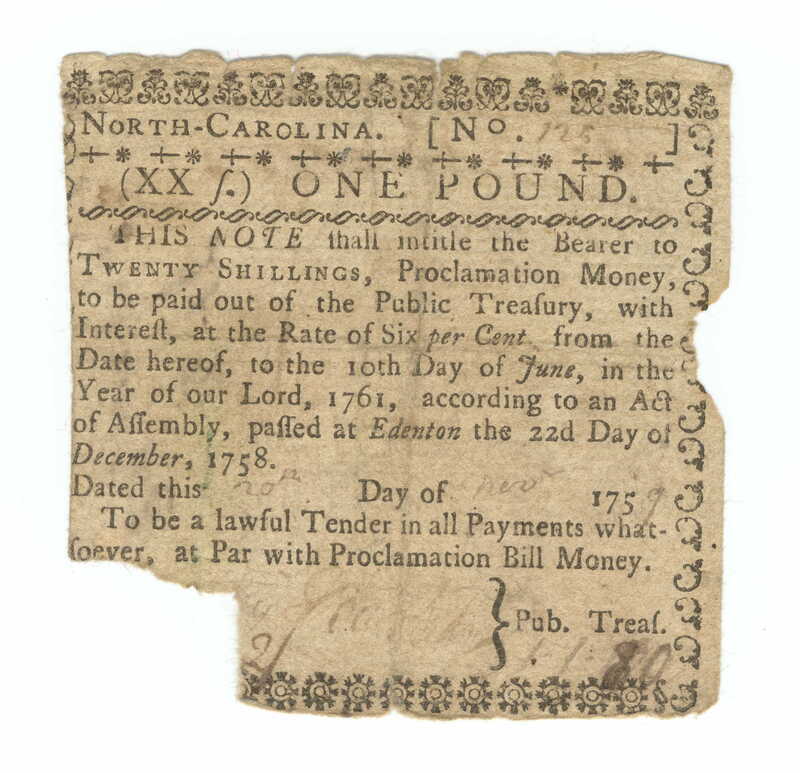 NORTH-CAROLINA. [No. 125 ]
(XX ſ.) ONE POUND.
THIS NOTE ſhall intitle the Bearer to
TWENTY SHILLINGS, Proclamation Money,
to be paid out of the Public Treaſury, with
Intereſt, at the Rate of Six per Cent. from the
Date hereof, to the 10th Day of June, in the
Year of our Lord, 1761, according to an Act
of Aſſembly, paſſed at Edenton the 22d Day of
December, 1758.
Dated this 20th Day of Novr 1759
To be a lawful Tender in all Payments what-
ſoever, at Par with Proclamation Bill Money.
} Pub. Treaſ.